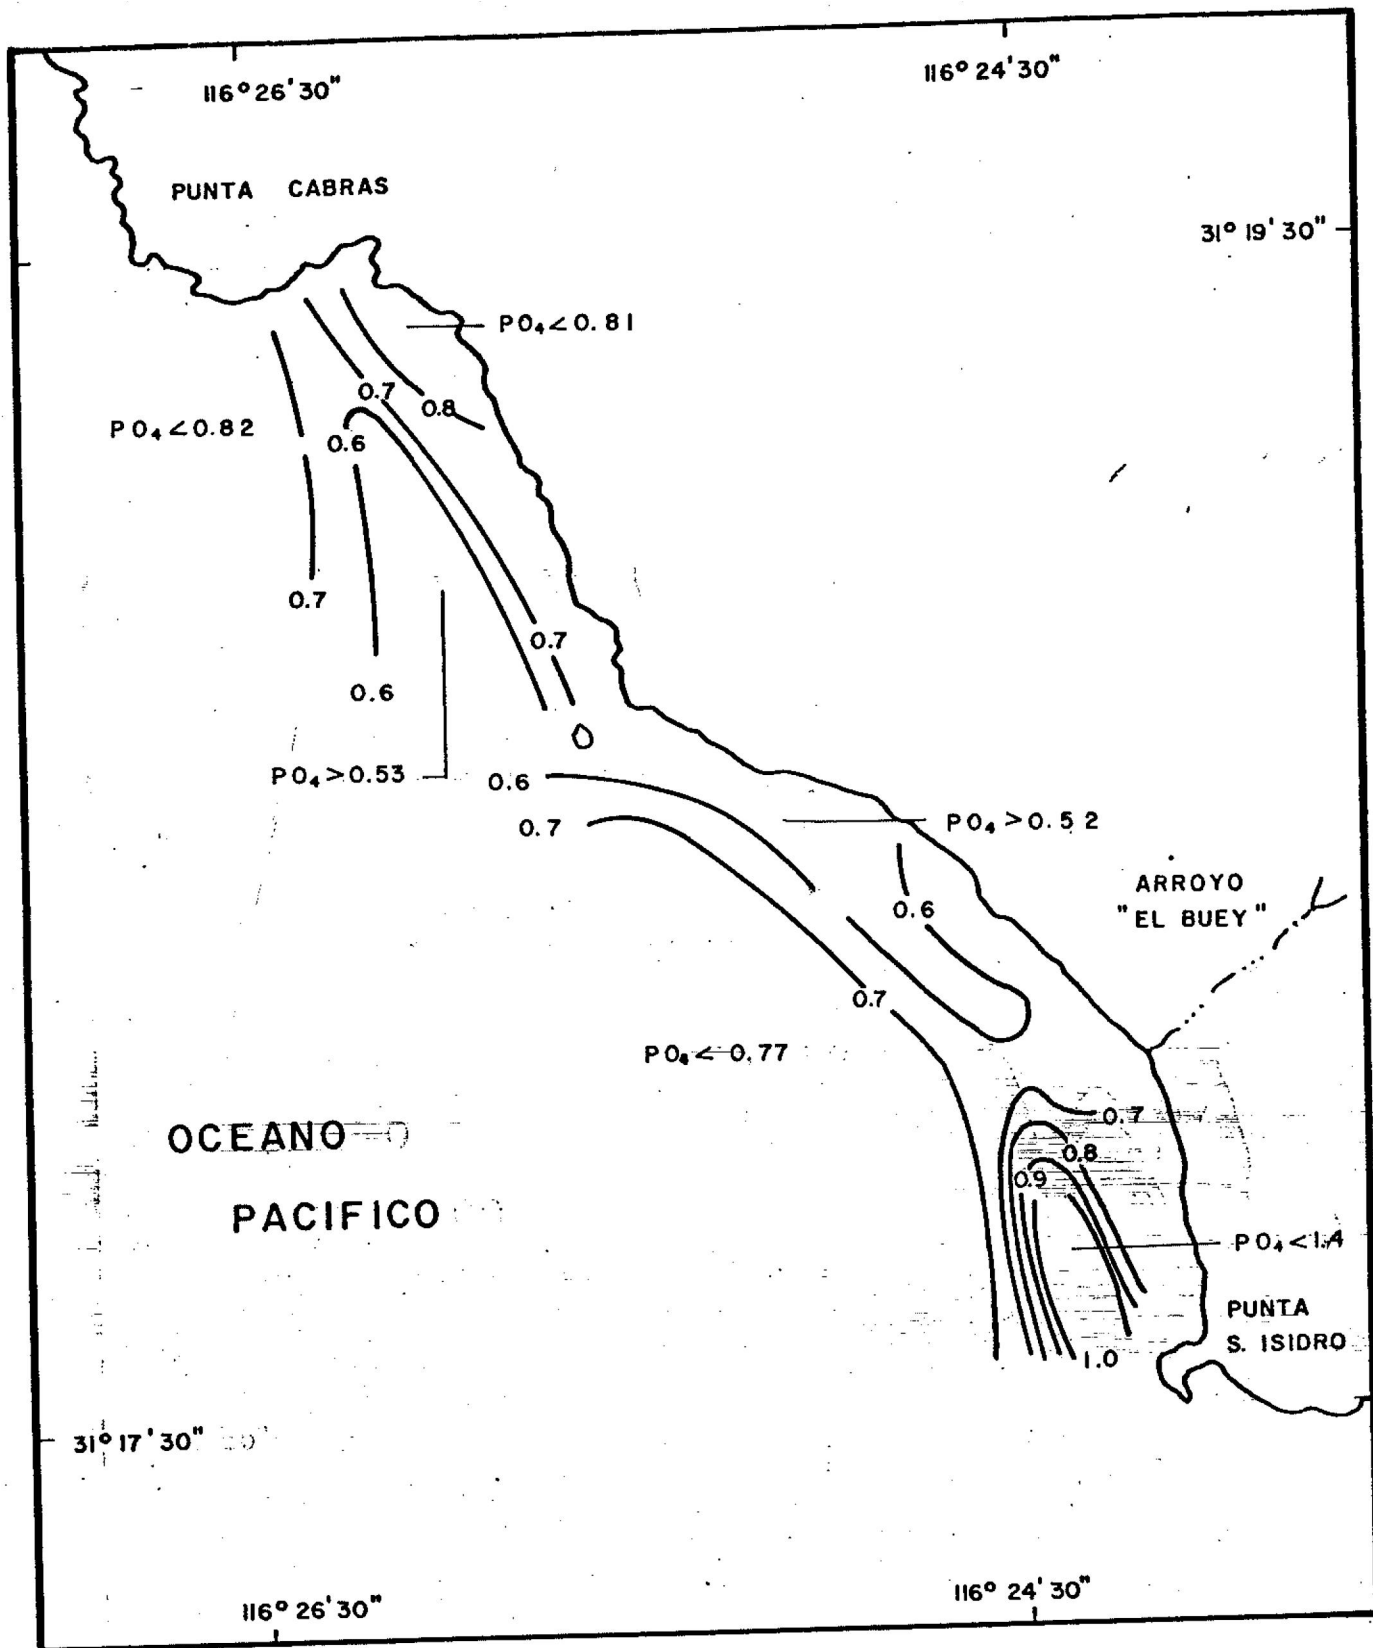 116° 26' 30"
116° 24' 30"
PUNTA CABRAS
31° 19' 30"
PO₄<0.81
0.7
0.8
PO₄<0.82
0.6
0.7
0.7
0.6
PO₄>0.53
0.6
0.7
PO₄>0.52
ARROYO
"EL BUEY"
0.6
0.7
PO₄<0.77
0.7
OCEANO
PACIFICO
0.8
0.9
PO₄<1.4
PUNTA
S. ISIDRO
1.0
31° 17' 30"
116° 26' 30"
116° 24' 30"